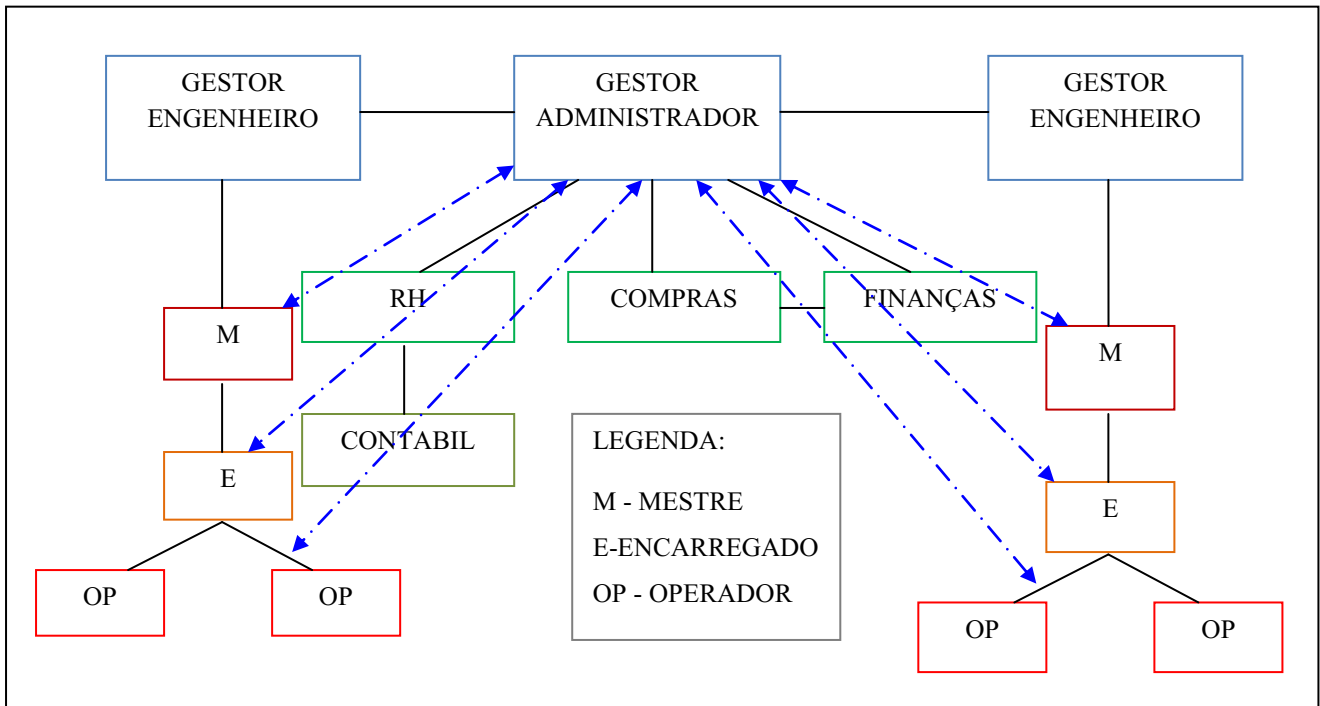 GESTOR
ENGENHEIRO
GESTOR
ADMINISTRADOR
GESTOR
ENGENHEIRO
RH
COMPRAS
FINANÇAS
M
M
CONTABIL
E
E
OP
OP
OP
OP
LEGENDA:
M - MESTRE
E-ENCARREGADO
OP - OPERADOR